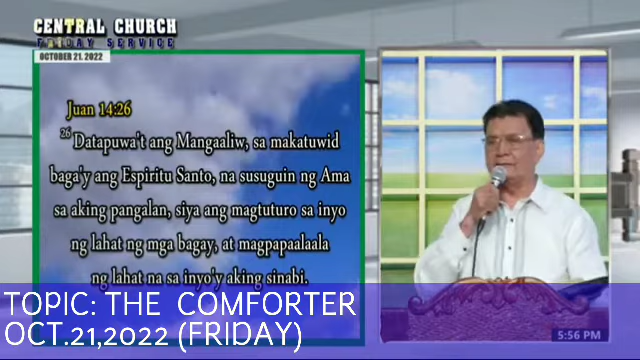 CENTRAL CHURCH
FRIDAY SERVICE
OCTOBER 21, 2022
Juan 14:26
26 Datapuwa't ang Mangaaliw, sa makatuwid
baga'y ang Espiritu Santo, na susuguin ng Ama
sa aking pangalan, siya ang magtuturo sa inyo
ng lahat ng mga bagay, at magpapaalaala
ng lahat na sa inyo'y aking sinabi.
TOPIC: THE COMFORTER
OCT.21,2022 (FRIDAY)
5:56 PM